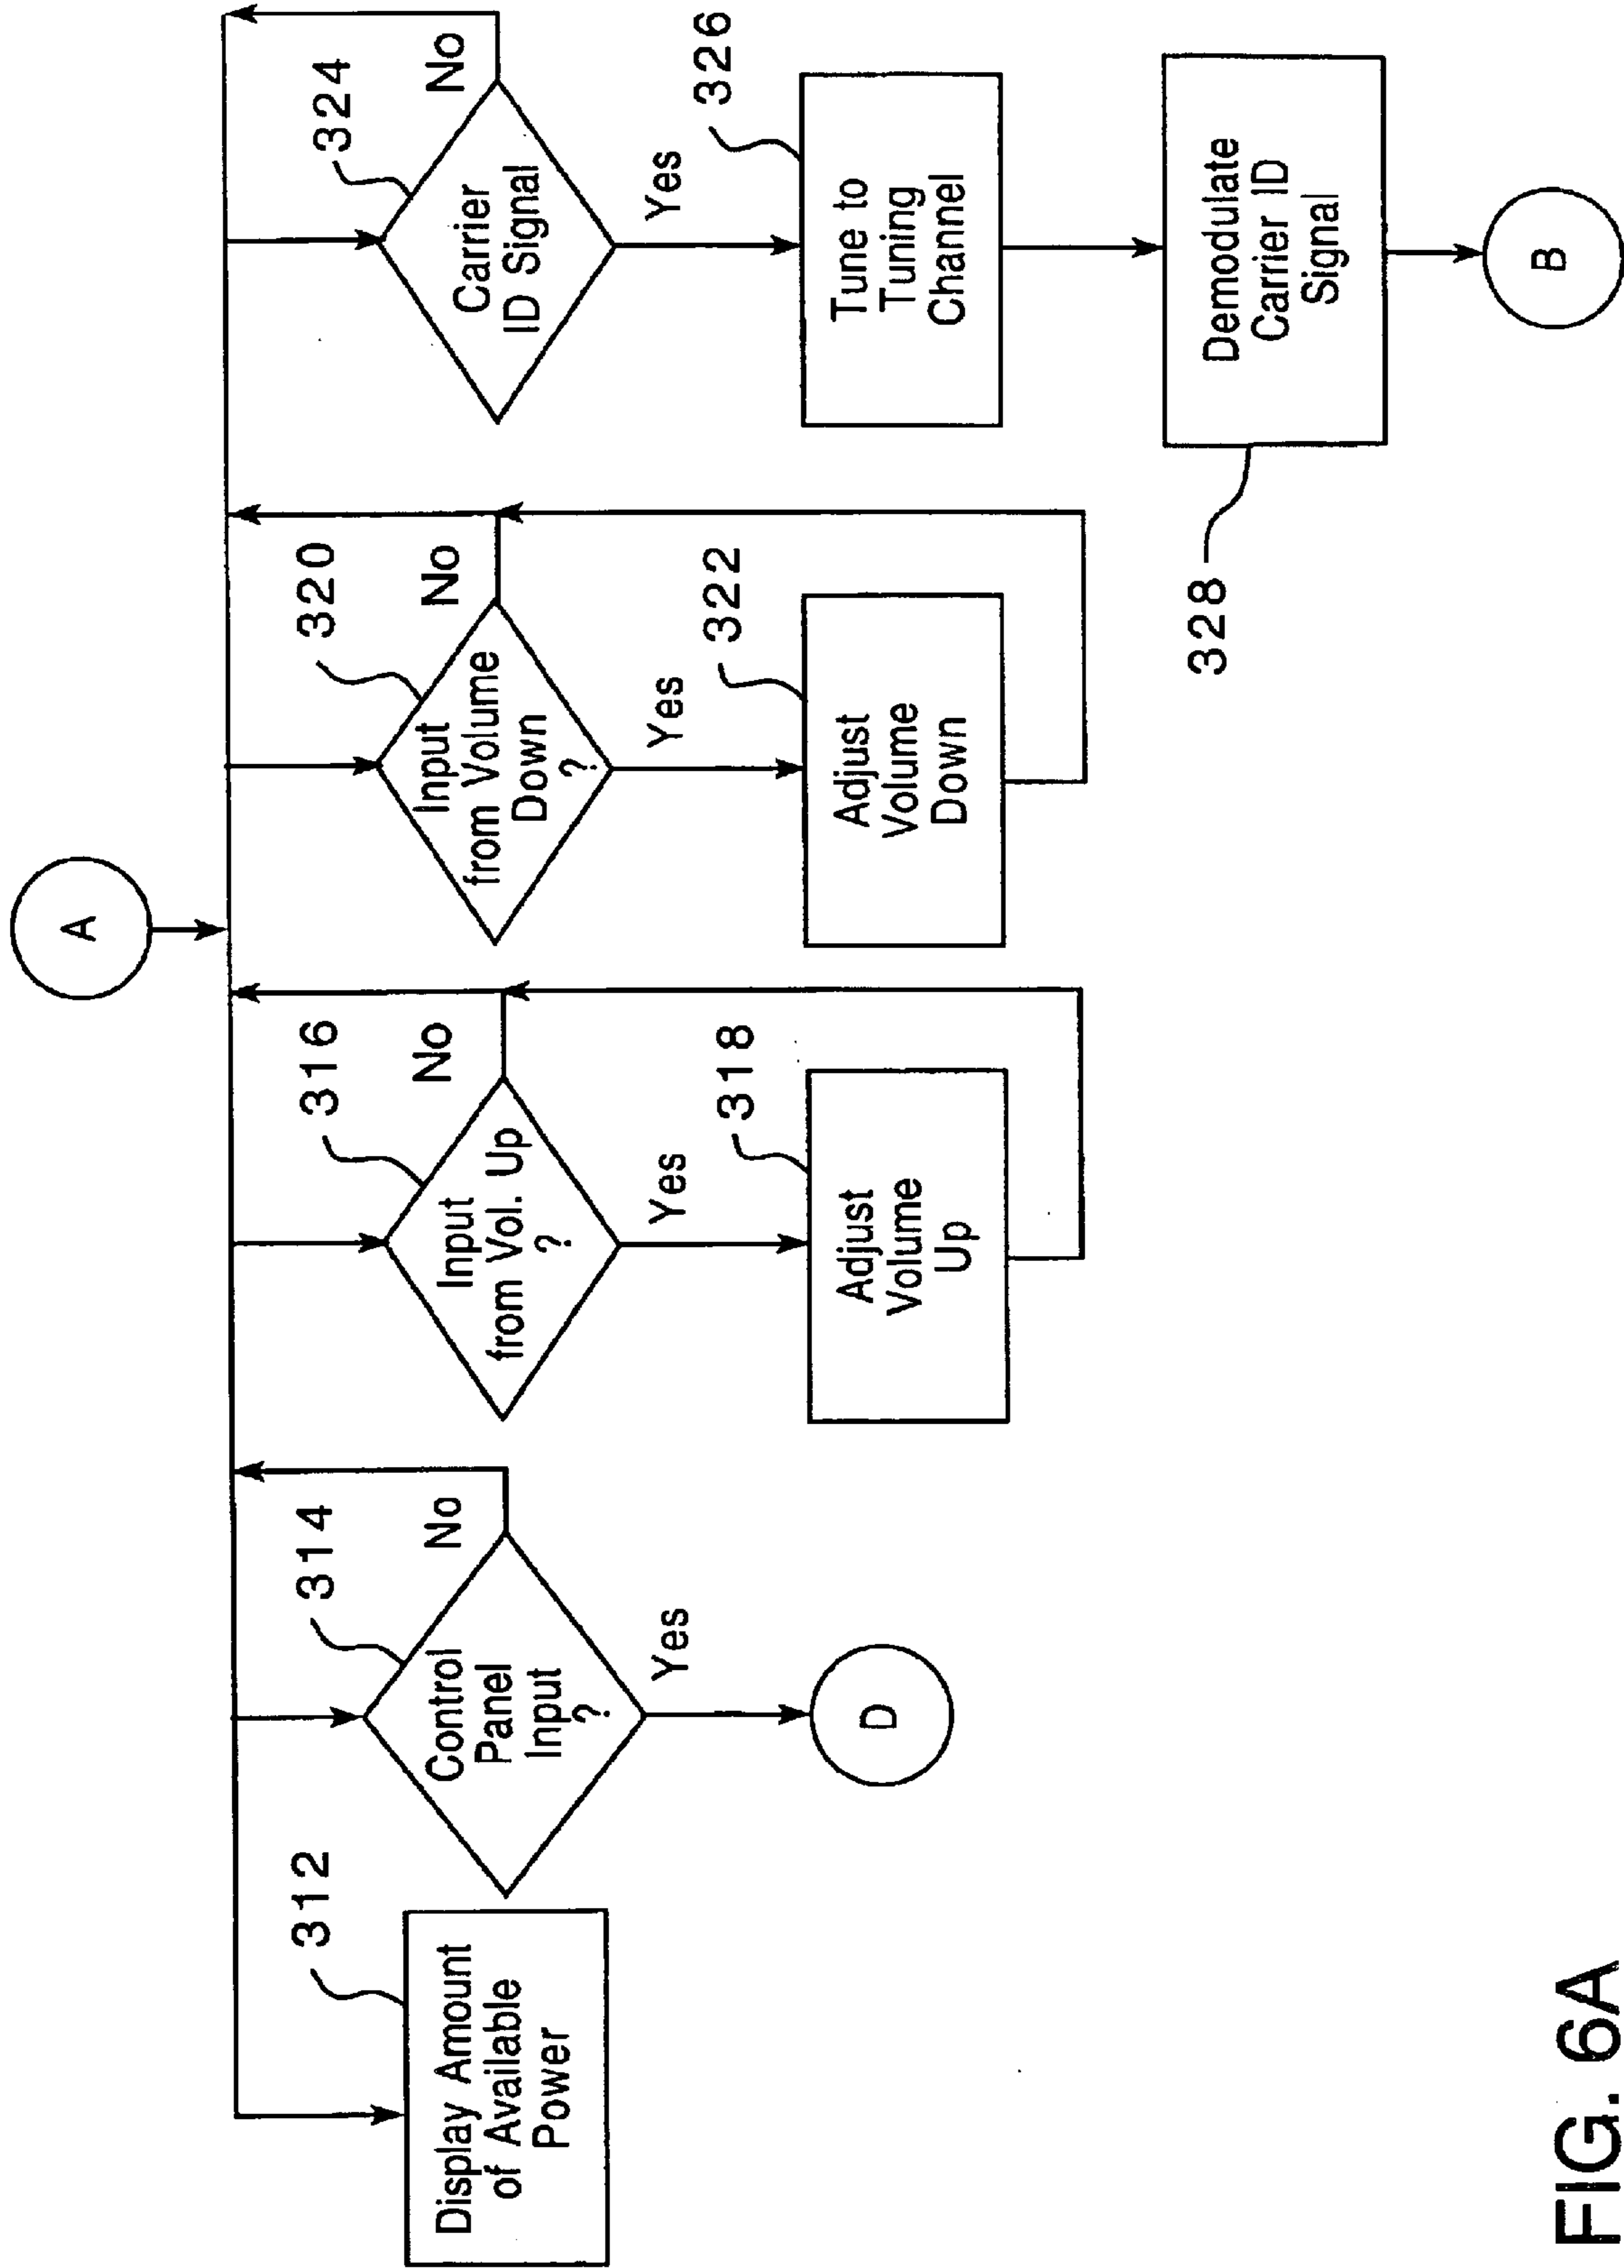 A
312
Display Amount
of Available
Power
314
Control
Panel
Input
?
No
Yes
D
316
Input
from Vol. Up
?
No
Yes
318
Adjust
Volume
Up
320
Input
from Volume
Down
?
No
Yes
322
Adjust
Volume
Down
324
Carrier
ID Signal
No
Yes
326
Tune to
Tuning
Channel
328
Demodulate
Carrier ID
Signal
B
FIG. 6A